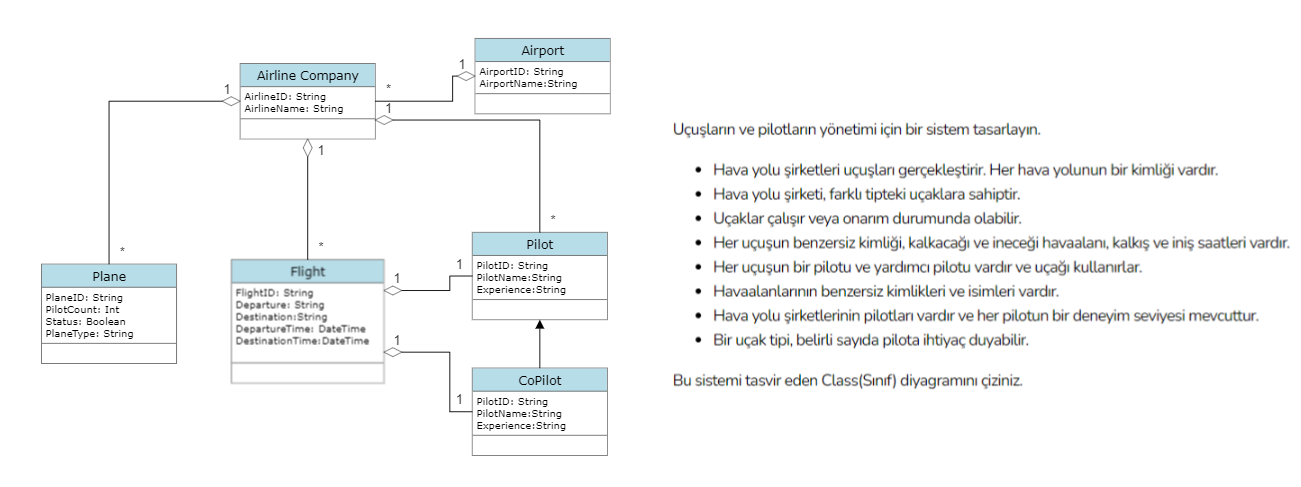 Airport
AirportID: String
AirportName:String
1
*
Airline Company
AirlineID: String
AirlineName: String
1
1
1
*
*
*
Plane
PlaneID: String
PilotCount: Int
Status: Boolean
PlaneType: String
Flight
FlightID: String
Departure: String
Destination:String
DepartureTime: DateTime
DestinationTime:DateTime
1
1
1
1
Pilot
PilotID: String
PilotName:String
Experience:String
CoPilot
PilotID: String
PilotName:String
Experience:String
Uçuşların ve pilotların yönetimi için bir sistem tasarlayın.
• Hava yolu şirketleri uçuşları gerçekleştirir. Her hava yolunun bir kimliği vardır.
• Hava yolu şirketi, farklı tipteki uçaklara sahiptir.
• Uçaklar çalışır veya onarım durumunda olabilir.
• Her uçuşun benzersiz kimliği, kalkacağı ve ineceği havaalanı, kalkış ve iniş saatleri vardır.
• Her uçuşun bir pilotu ve yardımcı pilotu vardır ve uçağı kullanırlar.
• Havaalanlarının benzersiz kimlikleri ve isimleri vardır.
• Hava yolu şirketlerinin pilotları vardır ve her pilotun bir deneyim seviyesi mevcuttur.
• Bir uçak tipi, belirli sayıda pilota ihtiyaç duyabilir.
Bu sistemi tasvir eden Class(Sınıf) diyagramını çiziniz.